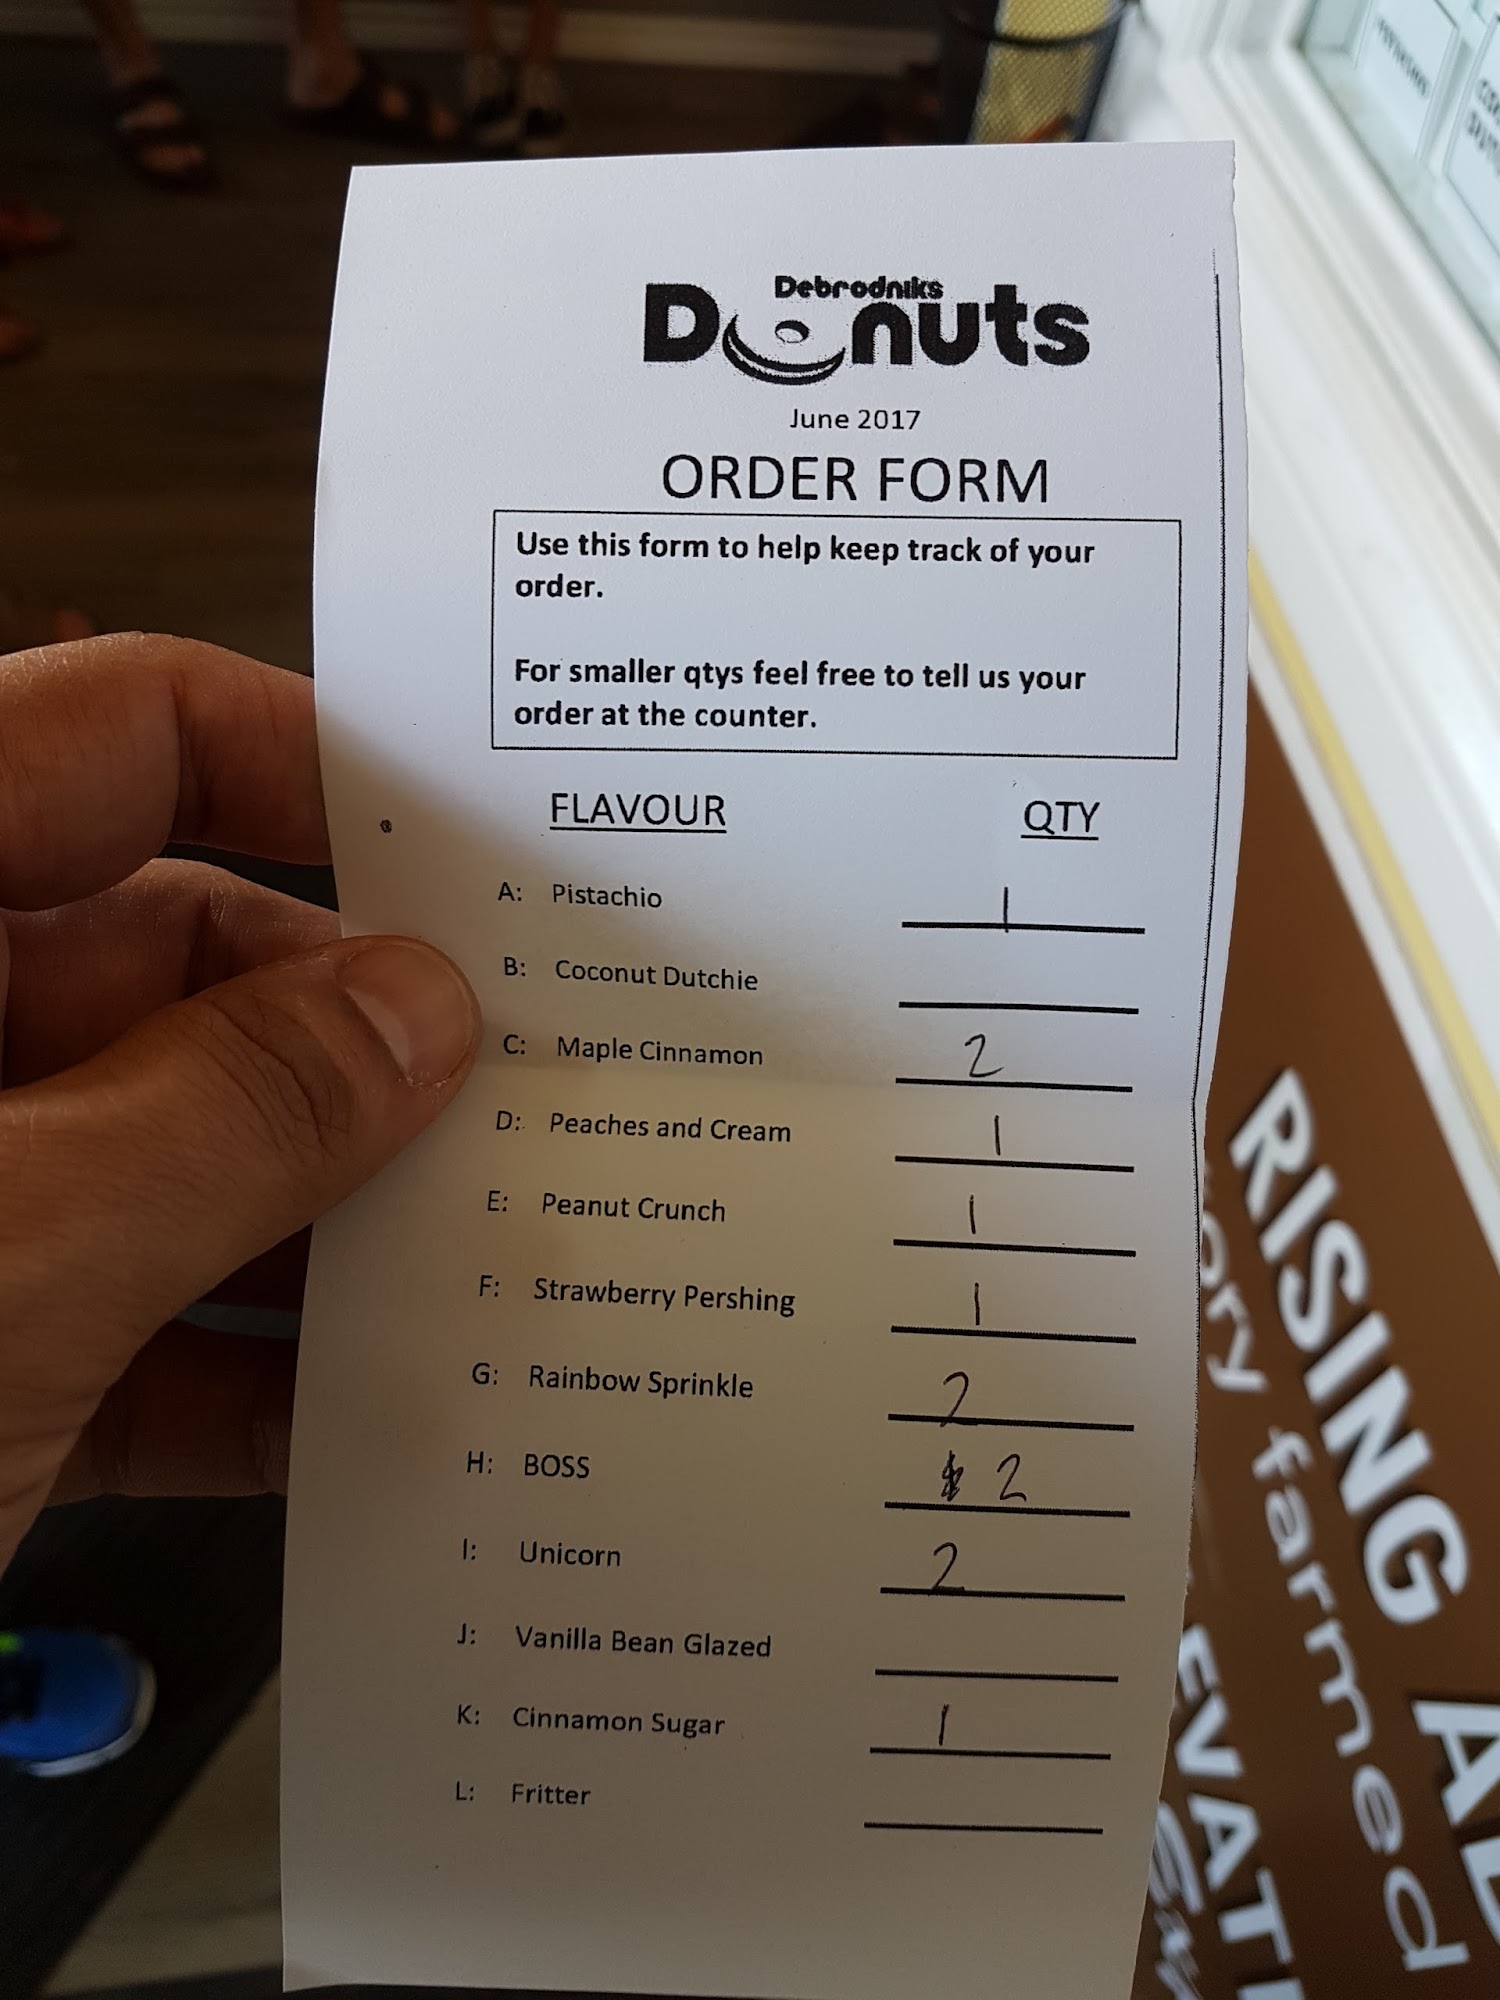 Debrodniks
Donuts
June 2017
ORDER FORM
Use this form to help keep track of your
order.
For smaller qtys feel free to tell us your
order at the counter.
FLAVOUR QTY
A: Pistachio 1
B: Coconut Dutchie
C: Maple Cinnamon 2
D: Peaches and Cream 1
E: Peanut Crunch 1
F: Strawberry Pershing 1
G: Rainbow Sprinkle 2
H: BOSS 2
I: Unicorn 2
J: Vanilla Bean Glazed
K: Cinnamon Sugar 1
L: Fritter
RISING
farmed